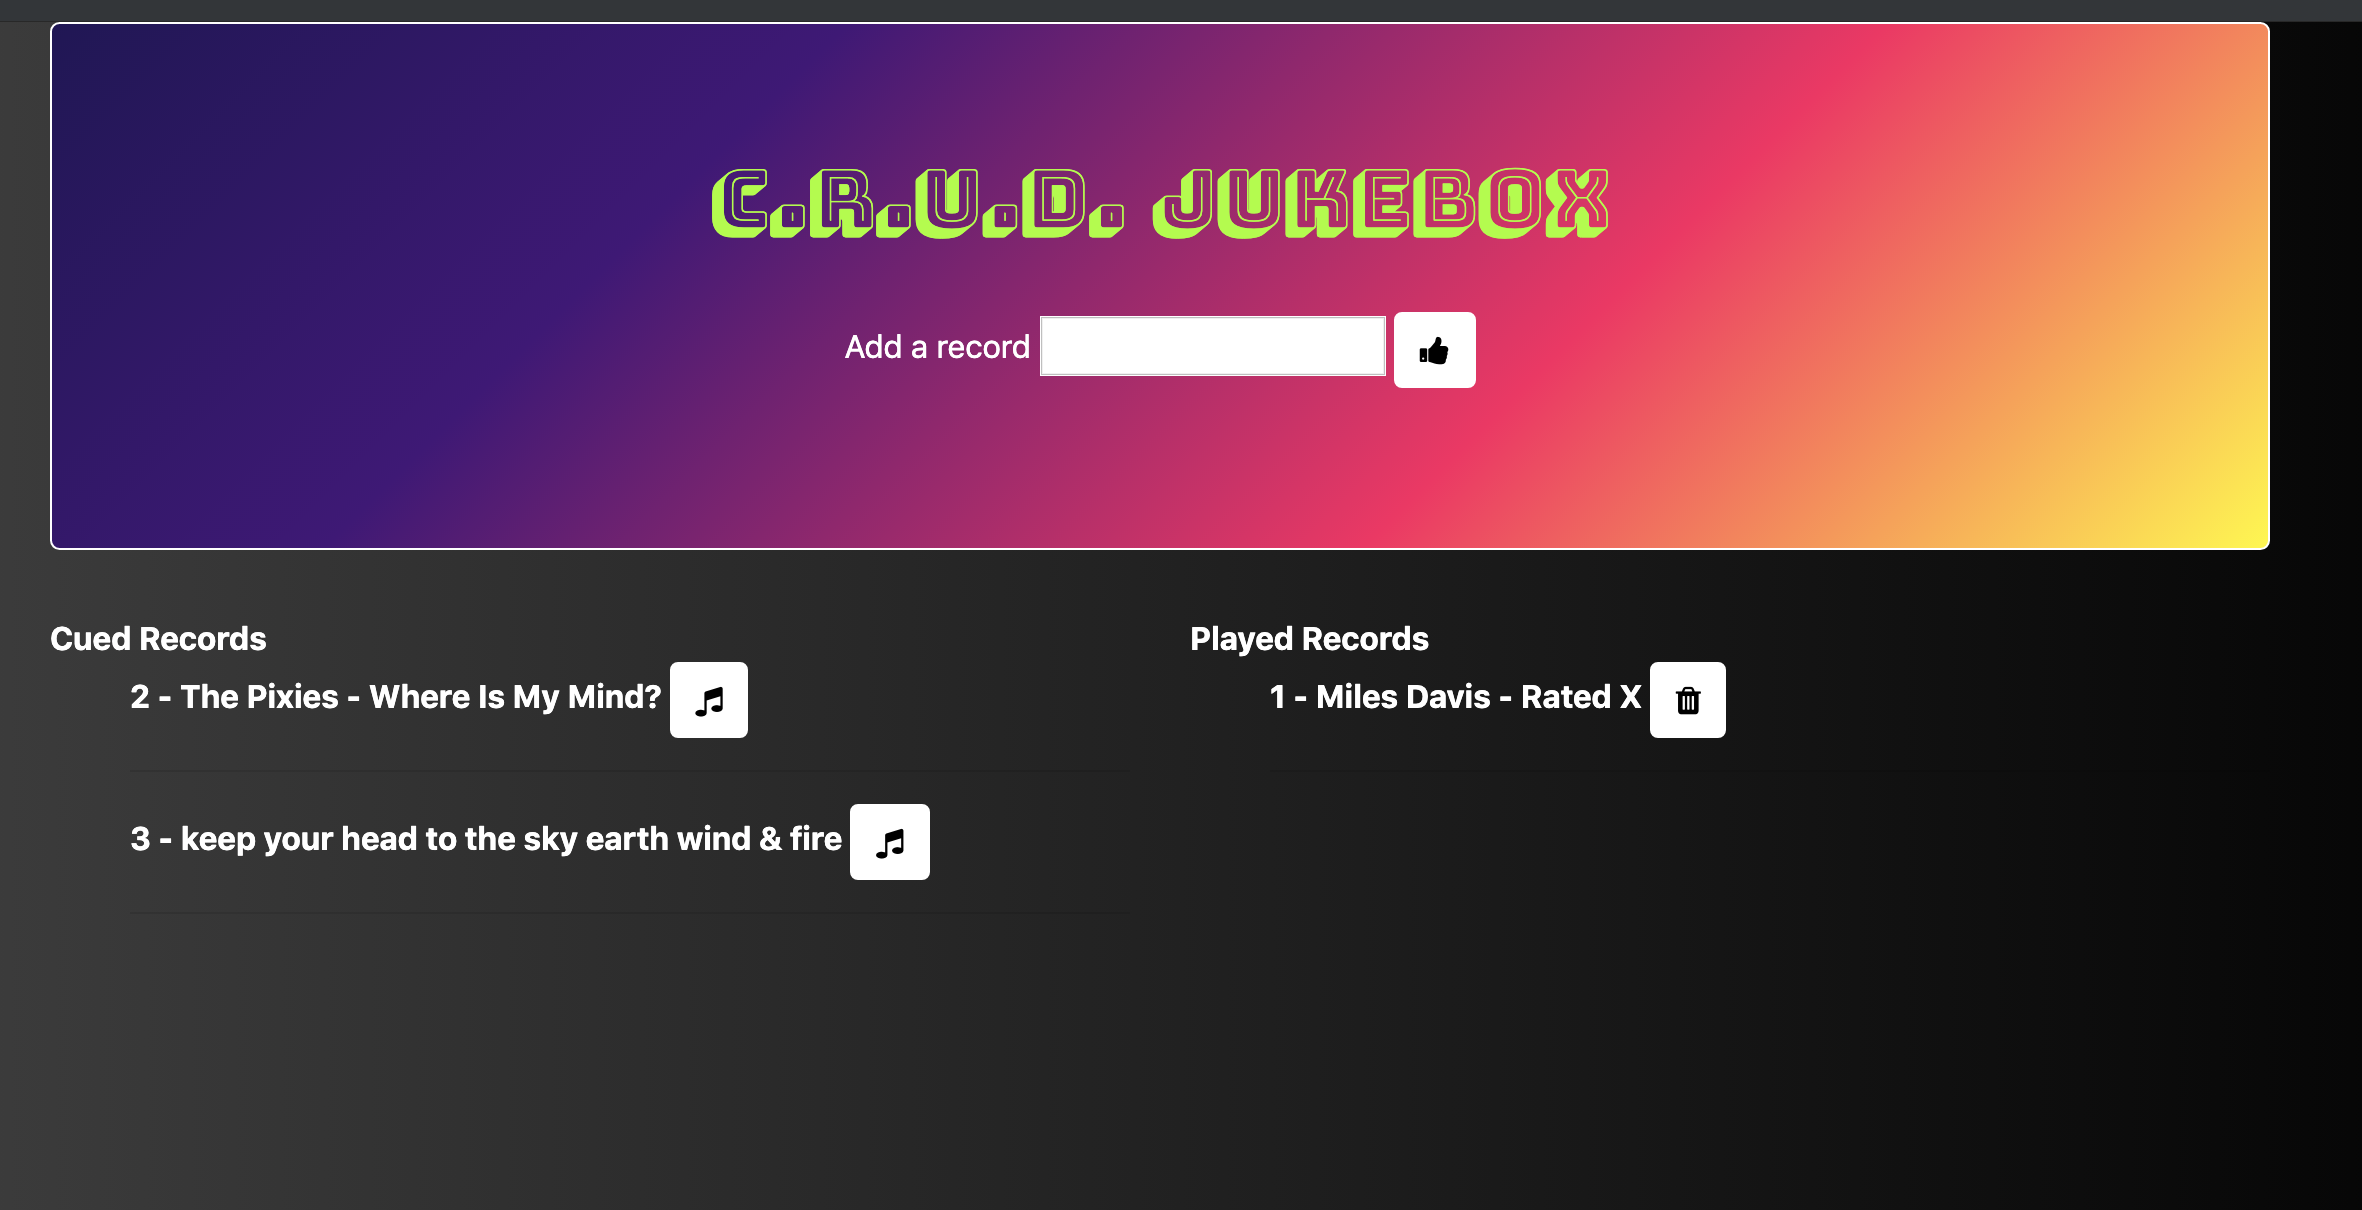 C.R.U.D. JUKEBOX
Add a record
Cued Records
2 - The Pixies - Where Is My Mind?
3 - keep your head to the sky earth wind & fire
Played Records
1 - Miles Davis - Rated X